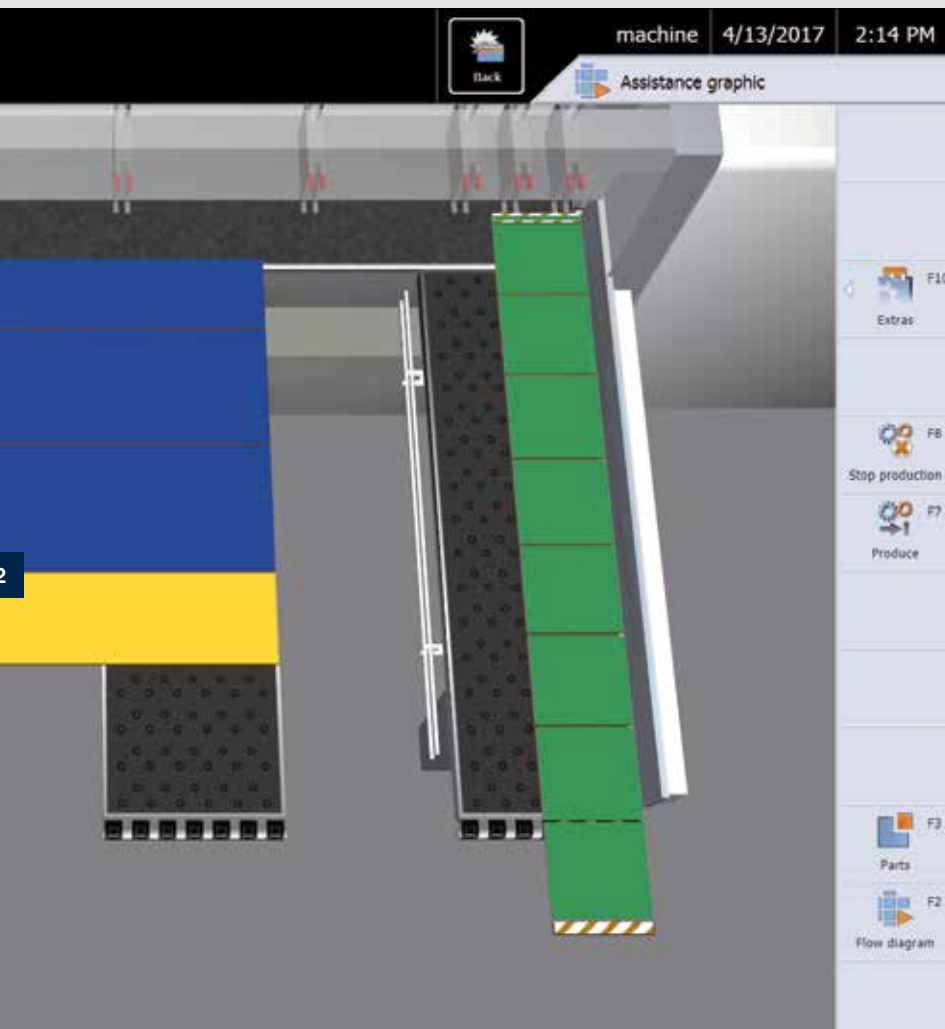 machine 4/13/2017 2:14 PM
Back
Assistance graphic
F10
Extras
F8
Stop production
F7
Produce
2
F3
Parts
F2
Flow diagram